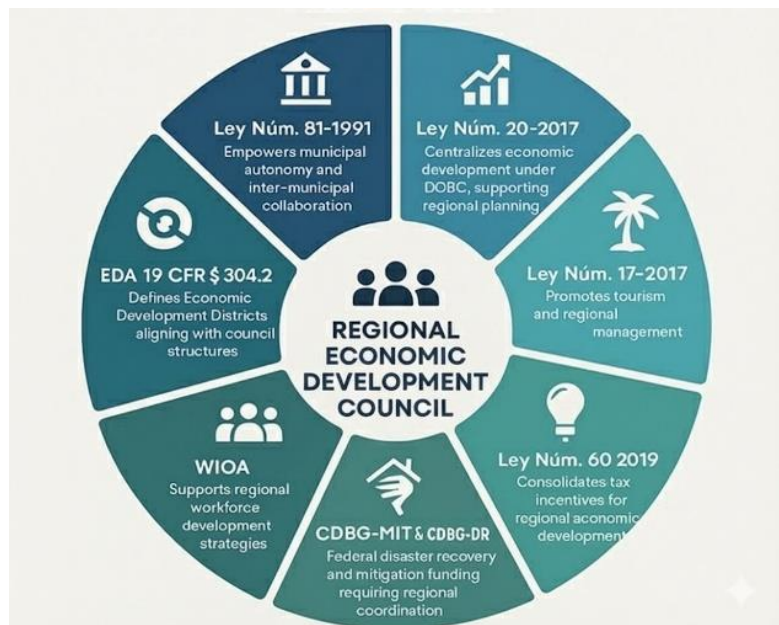 Ley Núm. 81-1991
Empowers municipal
autonomy and
inter-municipal
collaboration
Ley Núm. 20-2017
Centralizes economic
development under
DOBC, supporting
regional planning
Ley Núm. 17-2017
Promotes tourism
and regional
management
Ley Núm. 60 2019
Consolidates tax
incentives for
regional aconomic
development
CDBG-MIT & CDBG-DR
Federal disaster recovery
and mitigation funding
requiring regional
coordination
WIOA
Supports regional
workforce
development
strategies
EDA 19 CFR $ 304.2
Defines Economic
Development Districts
aligning with council
structures
REGIONAL
ECONOMIC
DEVELOPMENT
COUNCIL